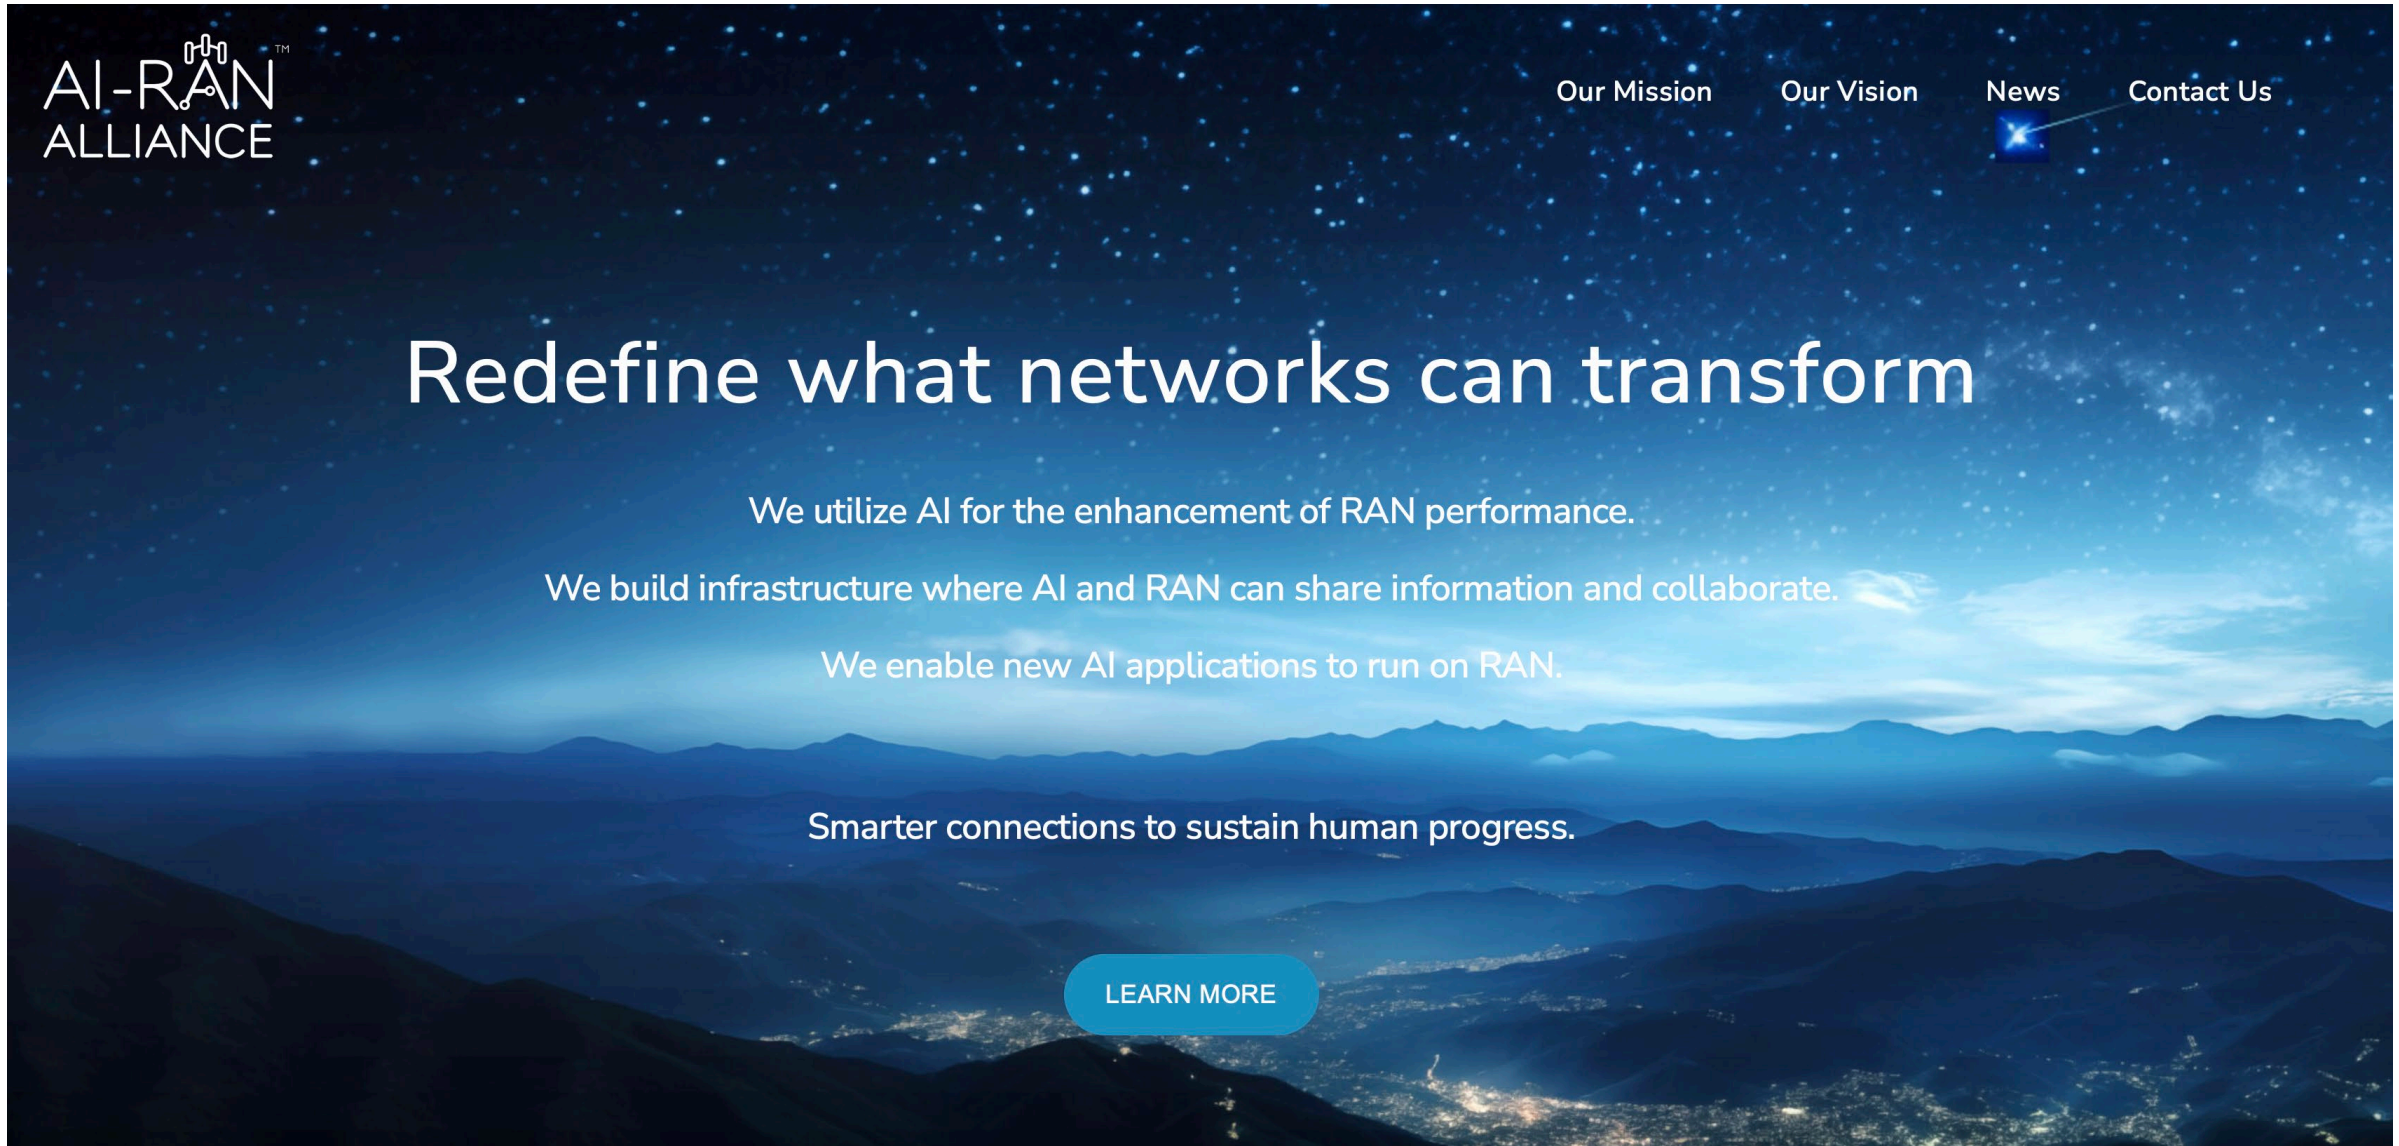 AI-RAN TM
ALLIANCE
Our Mission Our Vision News Contact Us
Redefine what networks can transform
We utilize AI for the enhancement of RAN performance.
We build infrastructure where AI and RAN can share information and collaborate.
We enable new AI applications to run on RAN.
Smarter connections to sustain human progress.
LEARN MORE